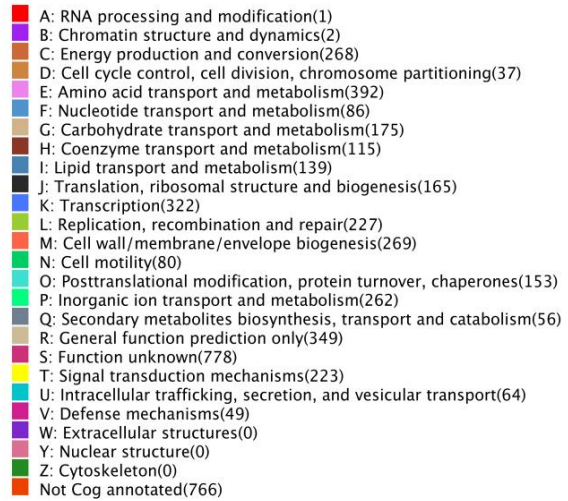 A: RNA processing and modification(1)
B: Chromatin structure and dynamics(2)
C: Energy production and conversion(268)
D: Cell cycle control, cell division, chromosome partitioning(37)
E: Amino acid transport and metabolism(392)
F: Nucleotide transport and metabolism(86)
G: Carbohydrate transport and metabolism(175)
H: Coenzyme transport and metabolism(115)
I: Lipid transport and metabolism(139)
J: Translation, ribosomal structure and biogenesis(165)
K: Transcription(322)
L: Replication, recombination and repair(227)
M: Cell wall/membrane/envelope biogenesis(269)
N: Cell motility(80)
O: Posttranslational modification, protein turnover, chaperones(153)
P: Inorganic ion transport and metabolism(262)
Q: Secondary metabolites biosynthesis, transport and catabolism(56)
R: General function prediction only(349)
S: Function unknown(778)
T: Signal transduction mechanisms(223)
U: Intracellular trafficking, secretion, and vesicular transport(64)
V: Defense mechanisms(49)
W: Extracellular structures(0)
Y: Nuclear structure(0)
Z: Cytoskeleton(0)
Not Cog annotated(766)